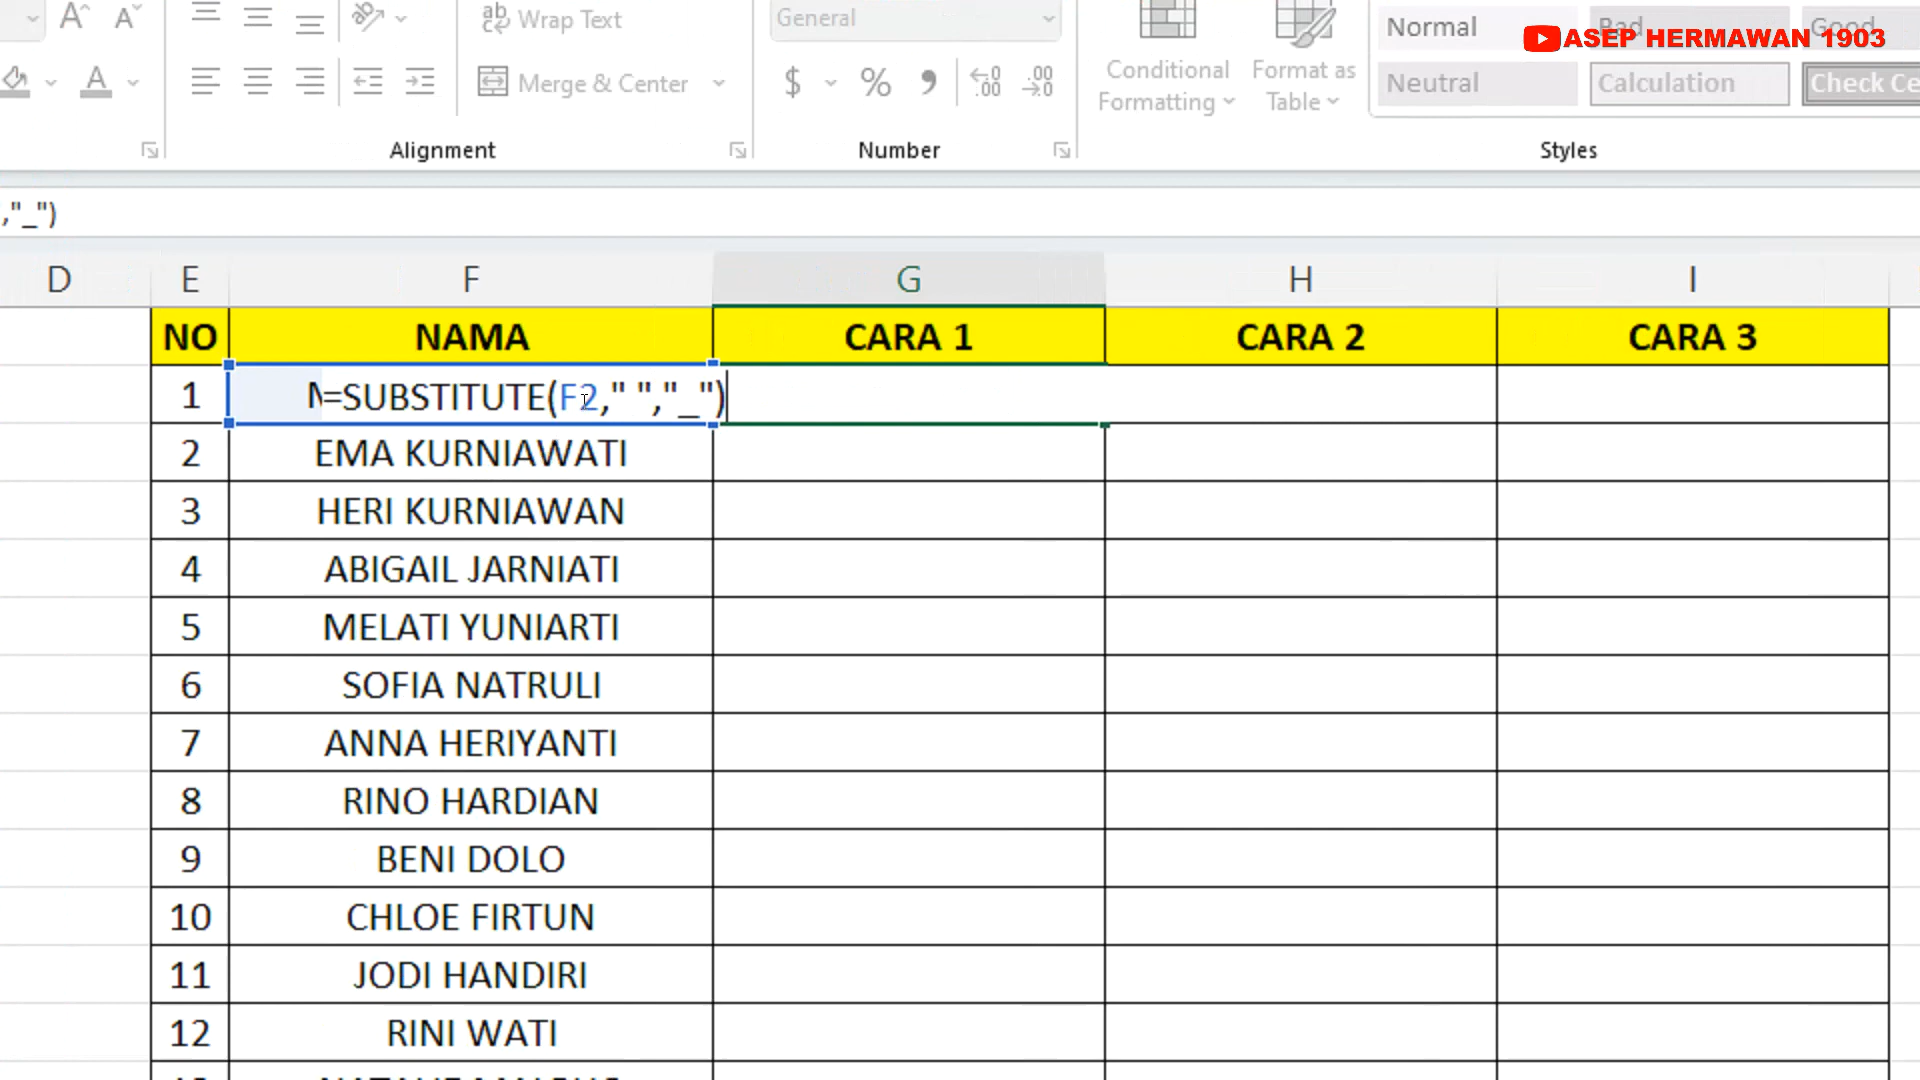 Wrap Text
General
Normal
Bad
Good
ASEP HERMAWAN 1903
Merge & Center
$ % , .00
Conditional Formatting
Format as Table
Neutral
Calculation
Check Ce
Alignment
Number
Styles
,"_")
D E F G H I
NO NAMA CARA 1 CARA 2 CARA 3
1 =SUBSTITUTE(F2," ","_")
2 EMA KURNIAWATI
3 HERI KURNIAWAN
4 ABIGAIL JARNIATI
5 MELATI YUNIARTI
6 SOFIA NATRULI
7 ANNA HERIYANTI
8 RINO HARDIAN
9 BENI DOLO
10 CHLOE FIRTUN
11 JODI HANDIRI
12 RINI WATI